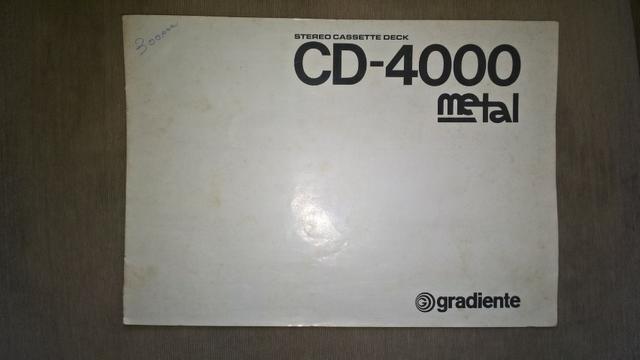 STEREO CASSETTE DECK
CD-4000
metal
gradiente